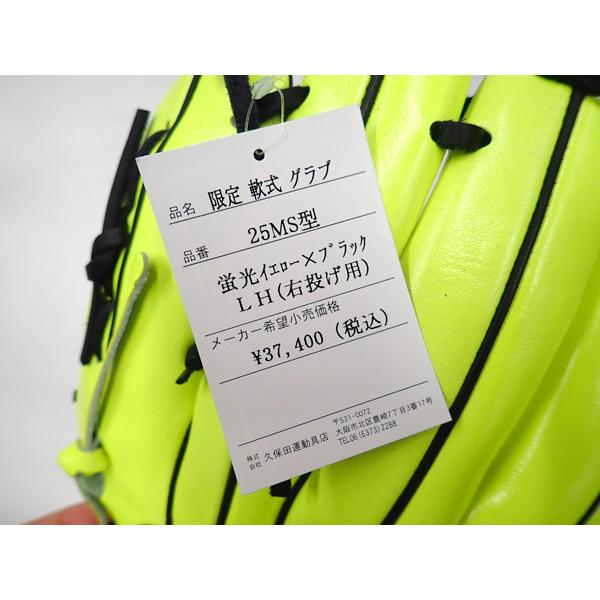 品名 限定 軟式 グラブ
品番 25MS型
蛍光ｲｴﾛｰ×ﾌﾞﾗｯｸ
LH(右投げ用)
メーカー希望小売価格
¥37,400 (税込)
〒531-0072
大阪市北区豊崎7丁目3番17号
株式会社 久保田運動具店 TEL06(6373)2288